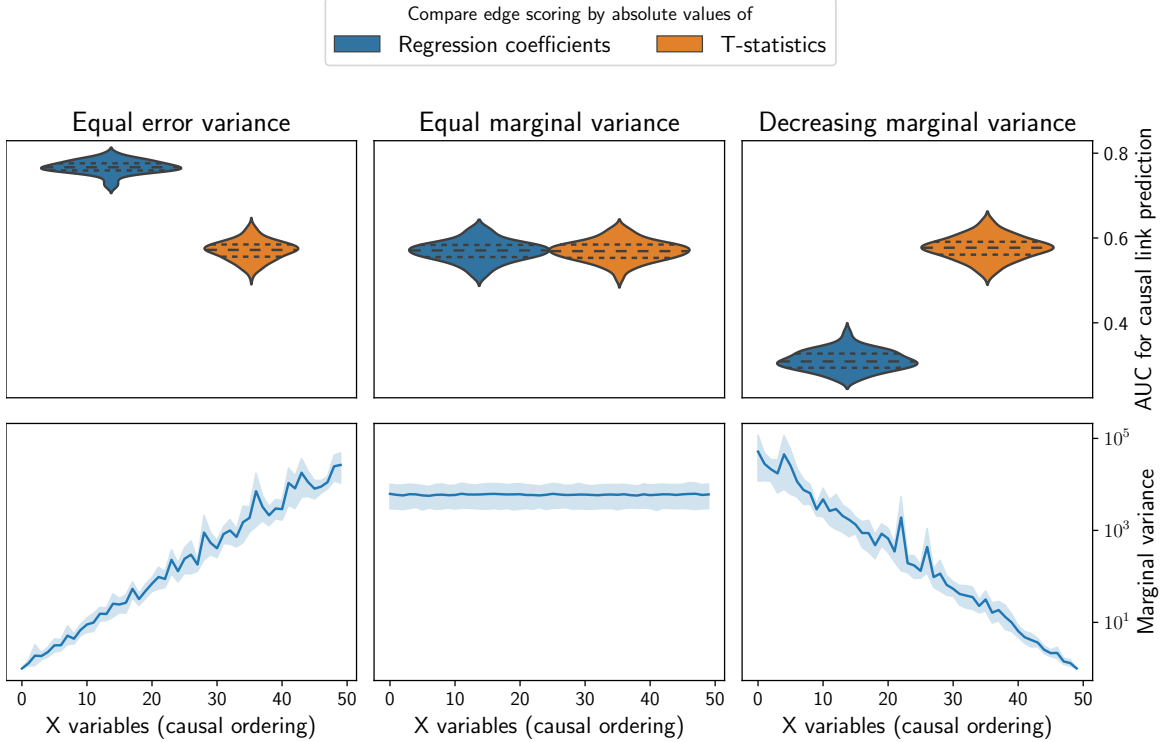 Compare edge scoring by absolute values of
Regression coefficients
T-statistics
Equal error variance
Equal marginal variance
Decreasing marginal variance
0.8
0.6
0.4
AUC for causal link prediction
10^5
10^3
10^1
Marginal variance
0 10 20 30 40 50
0 10 20 30 40 50
0 10 20 30 40 50
X variables (causal ordering)
X variables (causal ordering)
X variables (causal ordering)